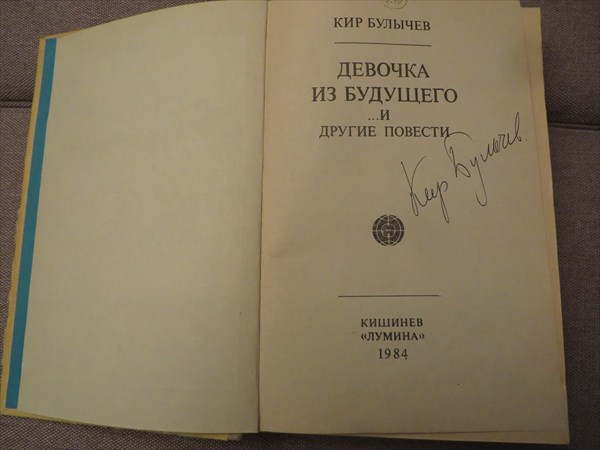 КИР БУЛЫЧЕВ
ДЕВОЧКА
ИЗ БУДУЩЕГО
...И
ДРУГИЕ ПОВЕСТИ
Кир Булычев.
КИШИНЕВ
«ЛУМИНА»
1984